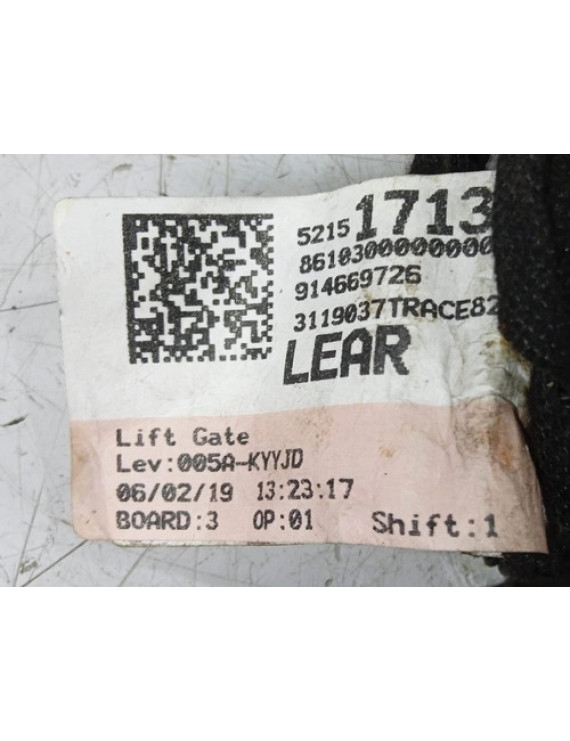 5215 1713
8610300000000
914669726
3119037TRACE82
LEAR
Lift Gate
Lev:005A-KYYJD
06/02/19 13:23:17
BOARD:3 OP:01 Shift:1